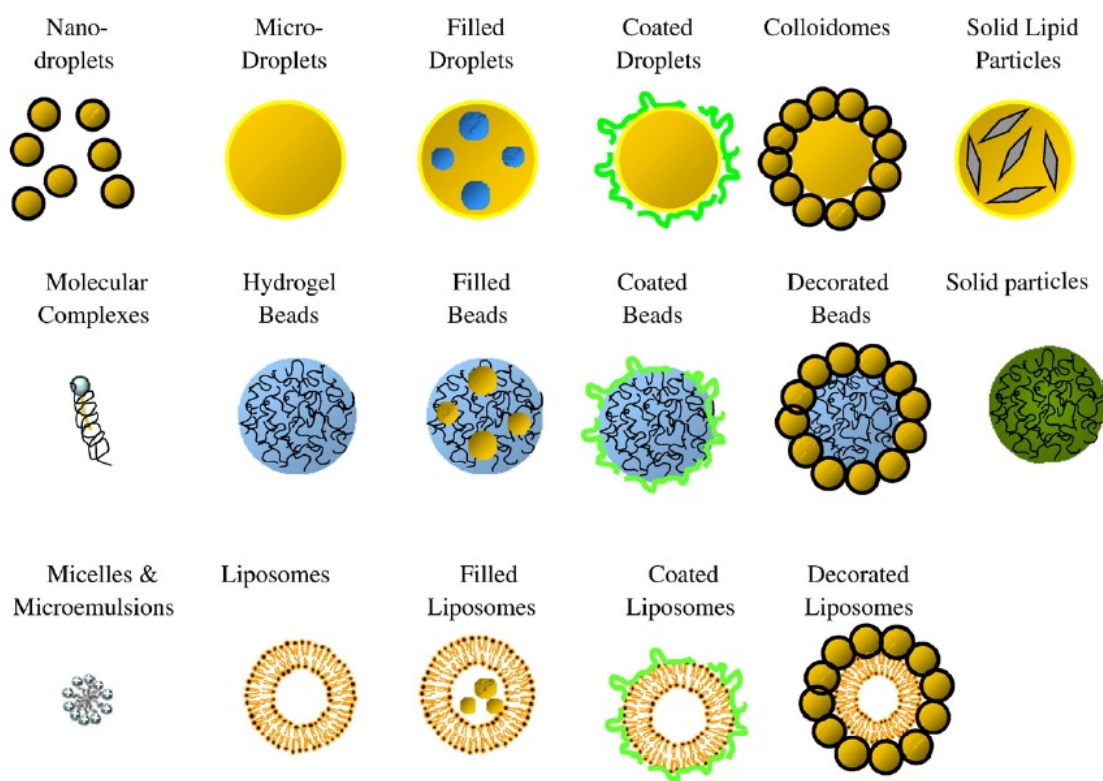 Nano-
droplets
Micro-
Droplets
Filled
Droplets
Coated
Droplets
Colloidomes
Solid Lipid
Particles
Molecular
Complexes
Hydrogel
Beads
Filled
Beads
Coated
Beads
Decorated
Beads
Solid particles
Micelles &
Microemulsions
Liposomes
Filled
Liposomes
Coated
Liposomes
Decorated
Liposomes